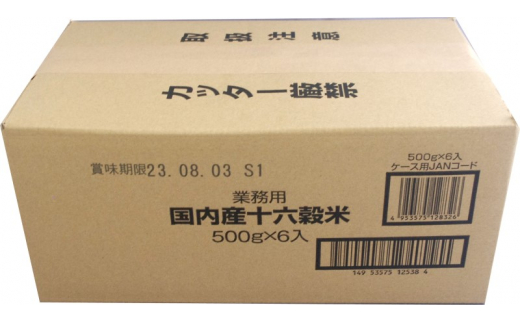 取扱注意
カッター厳禁
賞味期限23.08.03 S1
500g×6入
ケース用JANコード
4 953575 128326
業務用
国内産十六穀米
500g×6入
149 53575 12538 4